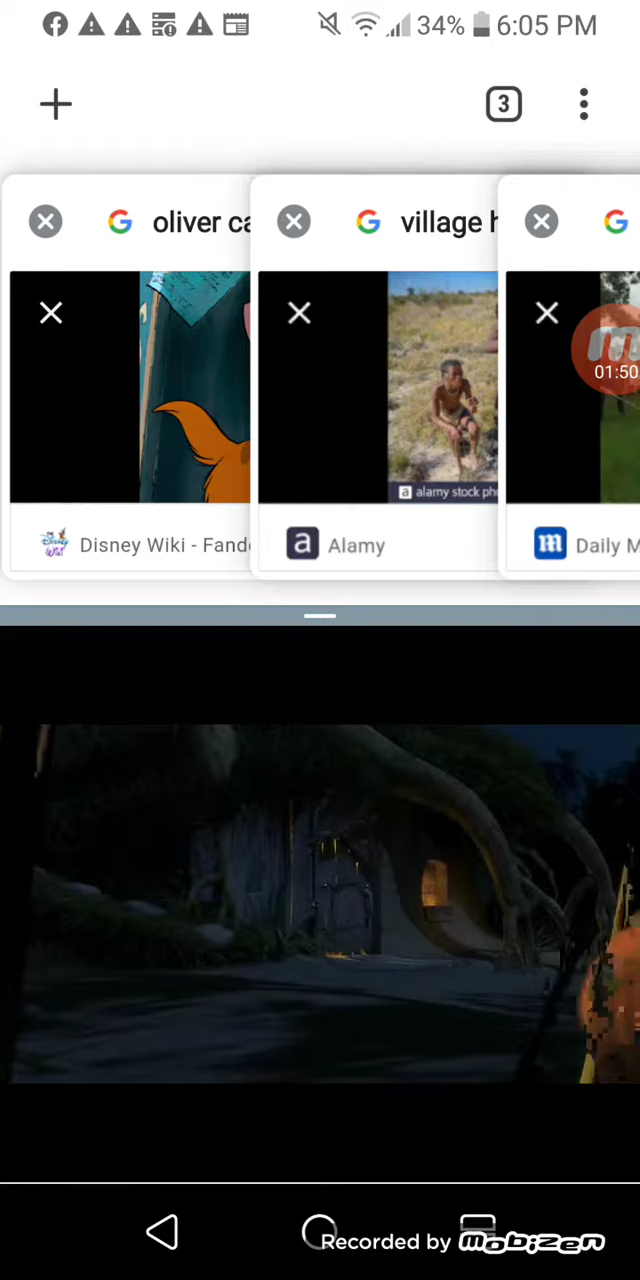 34% 6:05 PM
3
oliver ca
village h
01:50
alamy stock pho
Disney Wiki - Fand
a Alamy
m Daily M
Recorded by mobizen